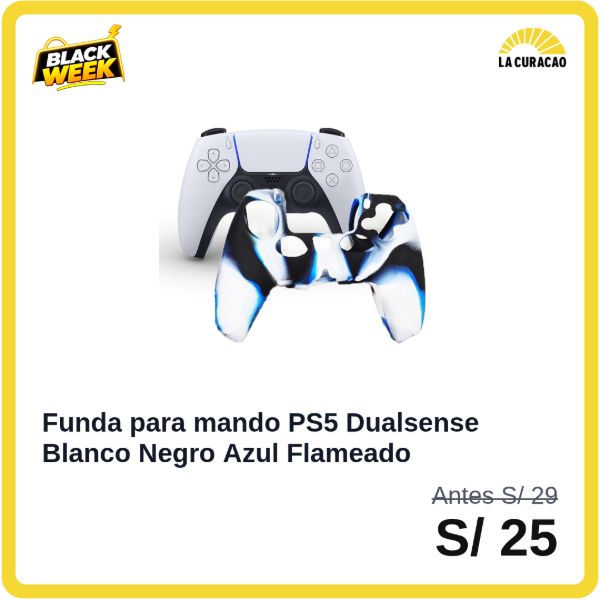 BLACK
WEEK
LA CURACAO
Funda para mando PS5 Dualsense
Blanco Negro Azul Flameado
Antes S/ 29
S/ 25